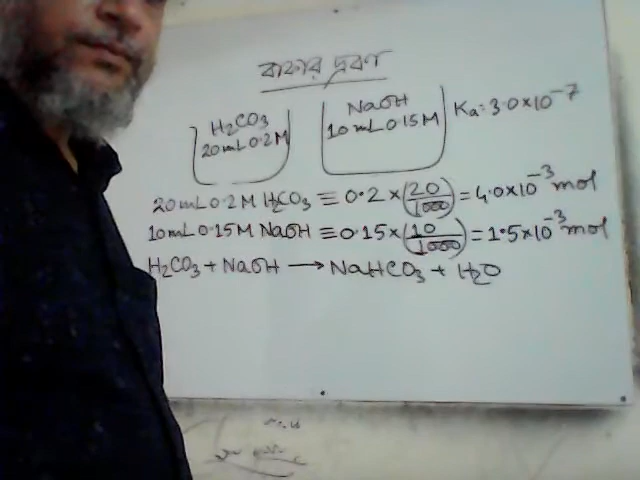 বাফার দ্রবণ
H₂CO₃
20 mL 0.2 M
NaOH
10 mL 0.15 M
Ka = 3.0×10⁻⁷
20 mL 0.2 M H₂CO₃ ≡ 0.2 × (20/1000) = 4.0×10⁻³ mol
10 mL 0.15 M NaOH ≡ 0.15 × (10/1000) = 1.5×10⁻³ mol
H₂CO₃ + NaOH ⟶ NaHCO₃ + H₂O